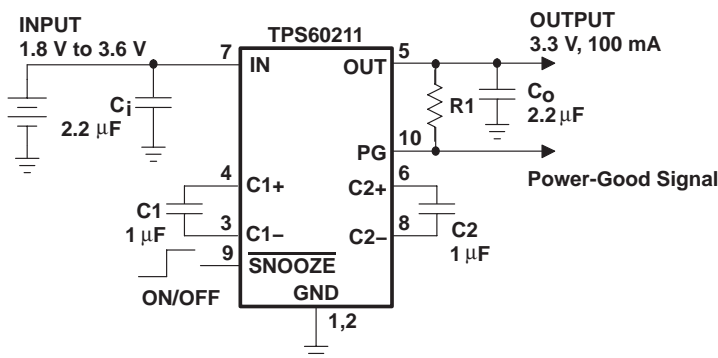 INPUT
1.8 V to 3.6 V
TPS60211
OUTPUT
3.3 V, 100 mA
7
IN
OUT
5
Ci
2.2 μF
R1
Co
2.2 μF
10
PG
Power-Good Signal
4
C1+
C2+
6
C1
1 μF
3
C1−
C2−
8
C2
1 μF
9
SNOOZE
ON/OFF
GND
1,2